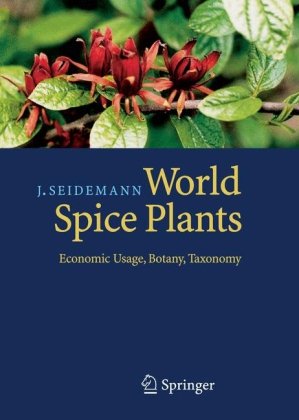 J. SEIDEMANN World
Spice Plants
Economic Usage, Botany, Taxonomy
Springer